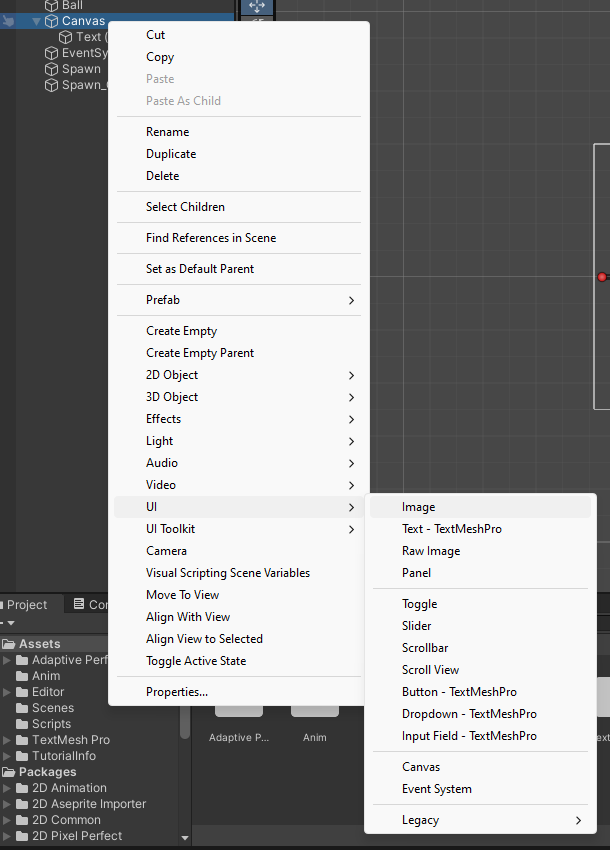 Ball
Canvas
Text (
EventSy
Spawn
Spawn_
Cut
Copy
Paste
Paste As Child
Rename
Duplicate
Delete
Select Children
Find References in Scene
Set as Default Parent
Prefab
Create Empty
Create Empty Parent
2D Object
3D Object
Effects
Light
Audio
Video
UI
UI Toolkit
Camera
Visual Scripting Scene Variables
Move To View
Align With View
Align View to Selected
Toggle Active State
Properties...
Image
Text - TextMeshPro
Raw Image
Panel
Toggle
Slider
Scrollbar
Scroll View
Button - TextMeshPro
Dropdown - TextMeshPro
Input Field - TextMeshPro
Canvas
Event System
Legacy
Project
Con
Assets
Adaptive Perf
Anim
Editor
Scenes
Scripts
TextMesh Pro
TutorialInfo
Packages
2D Animation
2D Aseprite Importer
2D Common
2D Pixel Perfect
Adaptive P...
Anim